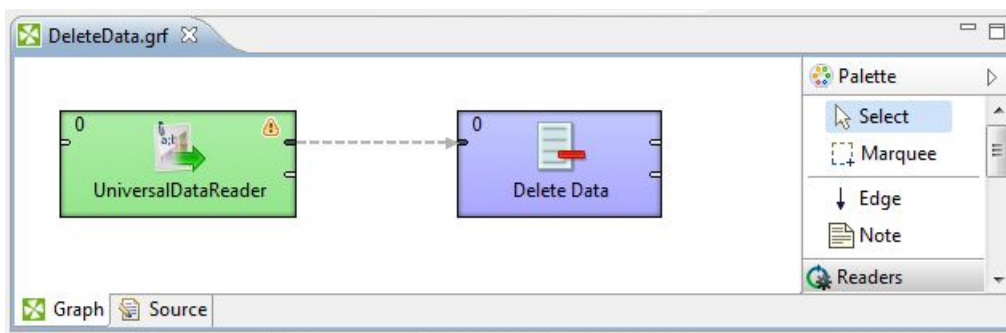 DeleteData.grf
Palette
Select
Marquee
Edge
Note
Readers
0
a;b
UniversalDataReader
0
Delete Data
Graph
Source